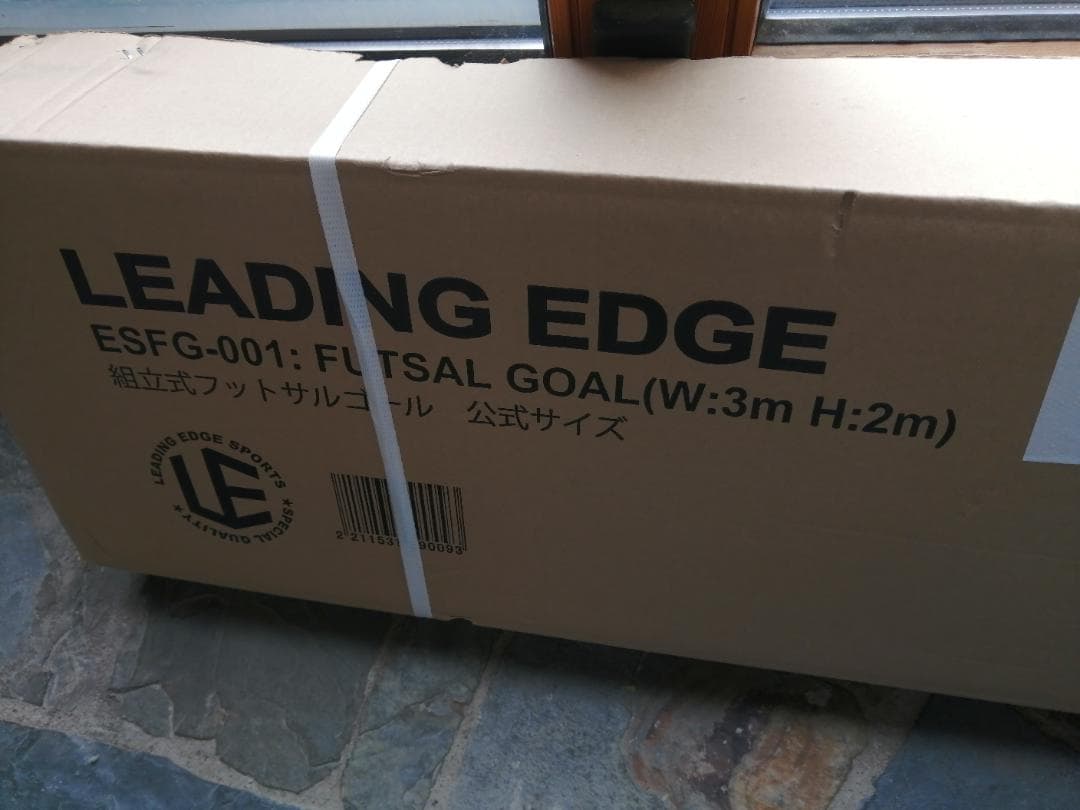 LEADING EDGE
ESFG-001: FUTSAL GOAL(W:3m H:2m)
組立式フットサルゴール 公式サイズ
LEADING EDGE SPORTS ★SPECIAL QUALITY★
LE